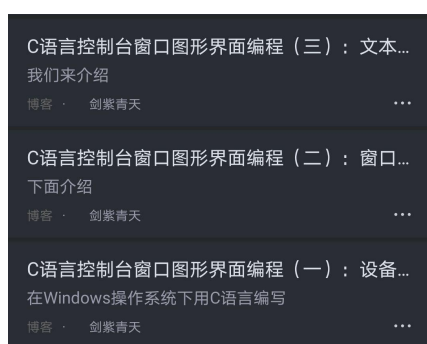 C语言控制台窗口图形界面编程（三）：文本...
我们来介绍
博客 · 剑紫青天
C语言控制台窗口图形界面编程（二）：窗口...
下面介绍
博客 · 剑紫青天
C语言控制台窗口图形界面编程（一）：设备...
在Windows操作系统下用C语言编写
博客 · 剑紫青天